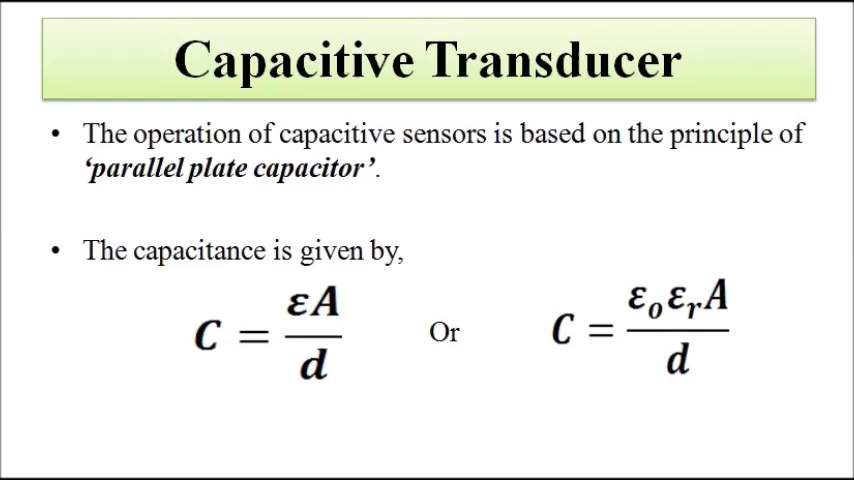 Capacitive Transducer
• The operation of capacitive sensors is based on the principle of
‘parallel plate capacitor’.
• The capacitance is given by,
C = εA / d Or C = εₒεᵣA / d